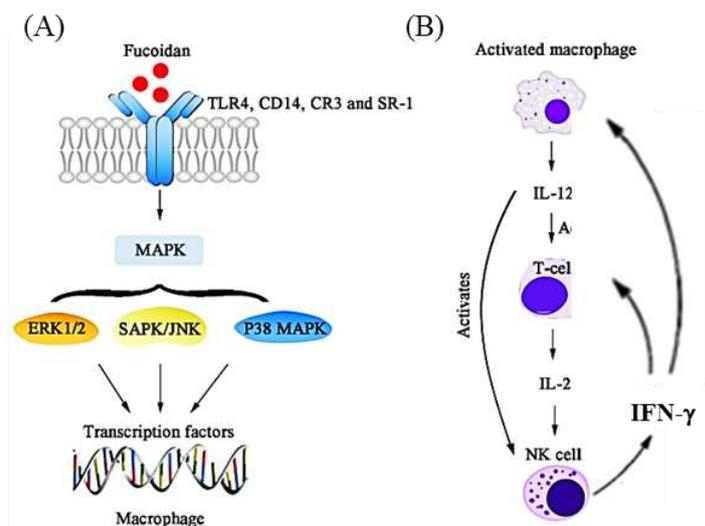 (A)
Fucoidan
TLR4, CD14, CR3 and SR-1
MAPK
ERK1/2
SAPK/JNK
P38 MAPK
Transcription factors
Macrophage
(B)
Activated macrophage
IL-12
T-cel
Activates
IL-2
IFN-γ
NK cell